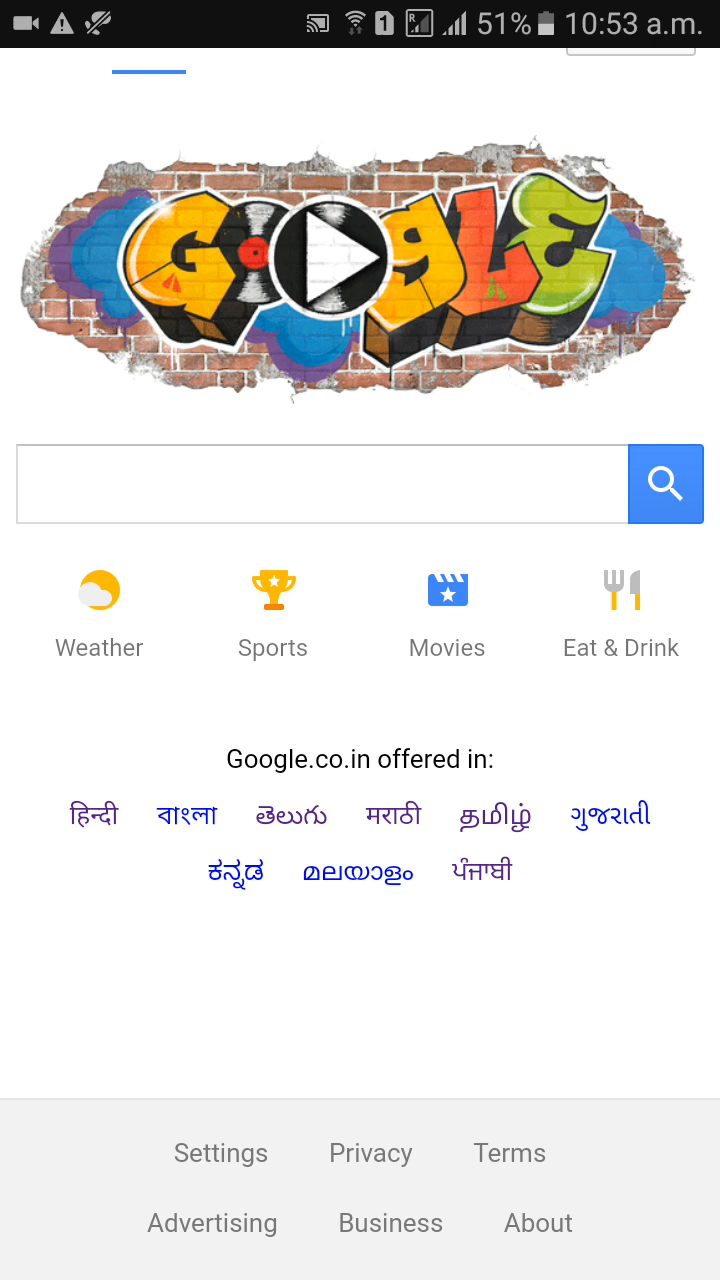 1 R 51% 10:53 a.m.
GOOGLE
Weather Sports Movies Eat & Drink
Google.co.in offered in:
हिन्दी বাংলা తెలుగు मराठी தமிழ் ગુજરાતી
ಕನ್ನಡ മലയാളം ਪੰਜਾਬੀ
Settings Privacy Terms
Advertising Business About